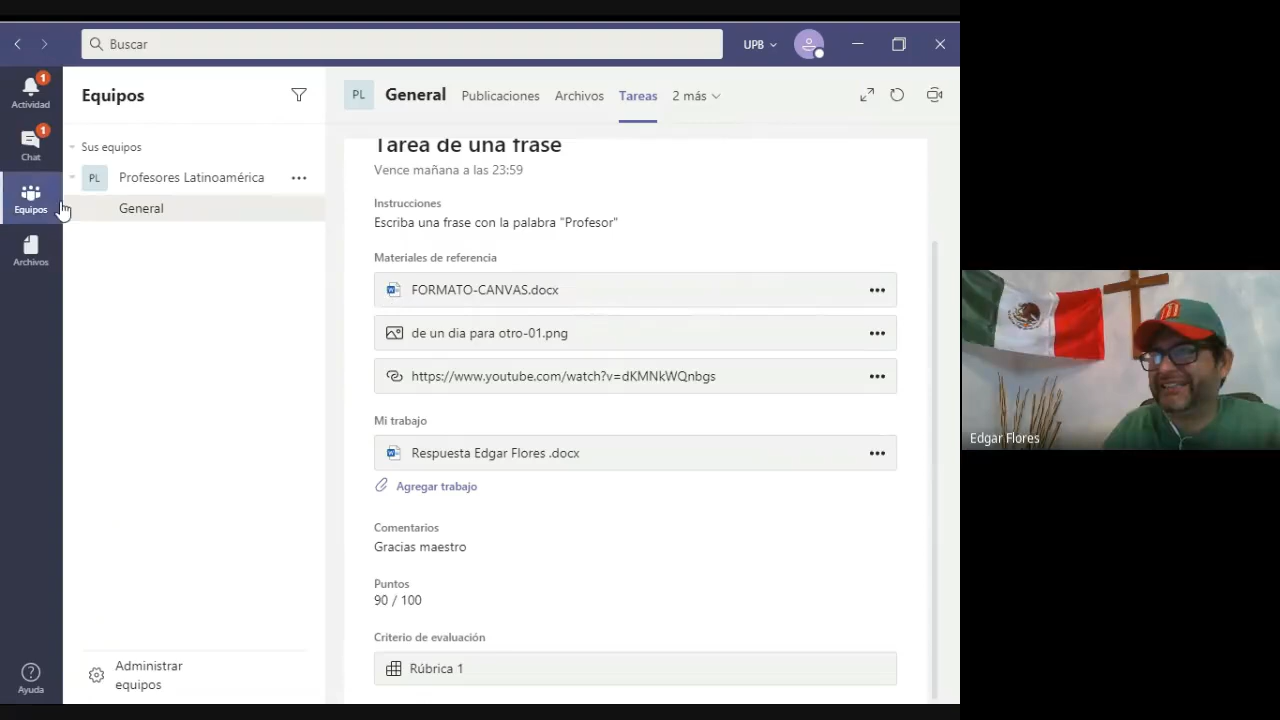 Buscar
UPB
1
Actividad
1
Chat
Equipos
Archivos
Ayuda
Equipos
Sus equipos
PL Profesores Latinoamérica
General
Administrar
equipos
PL General Publicaciones Archivos Tareas 2 más
Tarea de una frase
Vence mañana a las 23:59
Instrucciones
Escriba una frase con la palabra "Profesor"
Materiales de referencia
FORMATO-CANVAS.docx
de un dia para otro-01.png
https://www.youtube.com/watch?v=dKMNkWQnbgs
Mi trabajo
Respuesta Edgar Flores .docx
Agregar trabajo
Comentarios
Gracias maestro
Puntos
90 / 100
Criterio de evaluación
Rúbrica 1
Edgar Flores